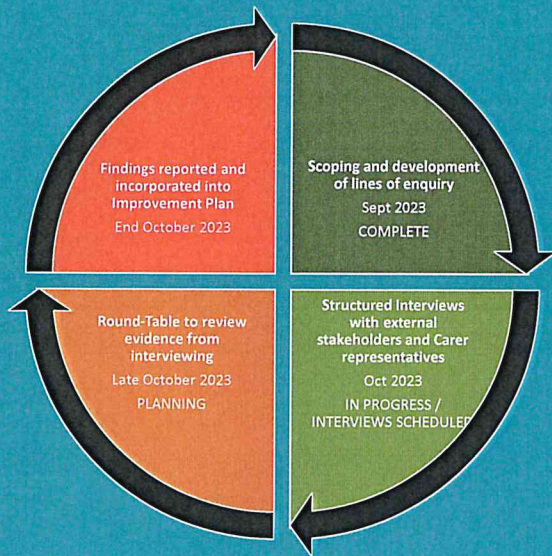 Findings reported and
incorporated into
Improvement Plan
End October 2023
Scoping and development
of lines of enquiry
Sept 2023
COMPLETE
Round-Table to review
evidence from
interviewing
Late October 2023
PLANNING
Structured Interviews
with external
stakeholders and Carer
representatives
Oct 2023
IN PROGRESS /
INTERVIEWS SCHEDULED